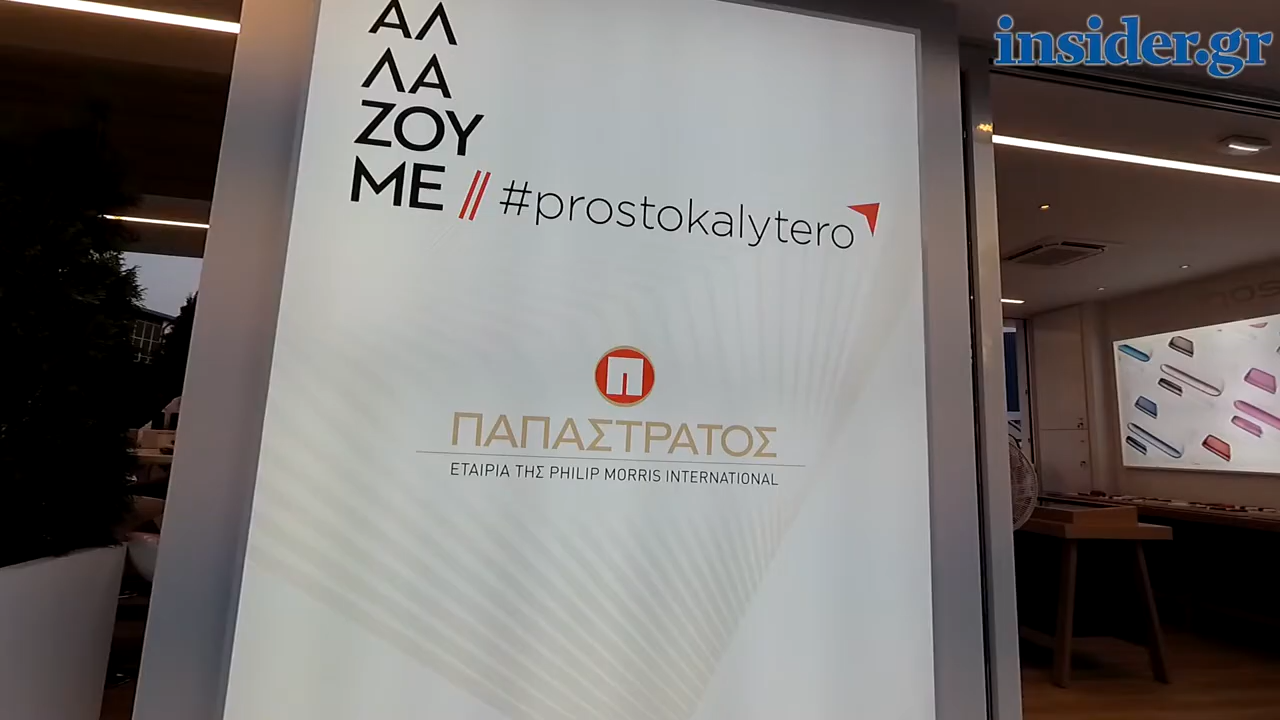 insider.gr
ΑΛ
ΛΑ
ΖΟΥ
ΜΕ // #prostokalytero
Π
ΠΑΠΑΣΤΡΑΤΟΣ
ΕΤΑΙΡΙΑ ΤΗΣ PHILIP MORRIS INTERNATIONAL